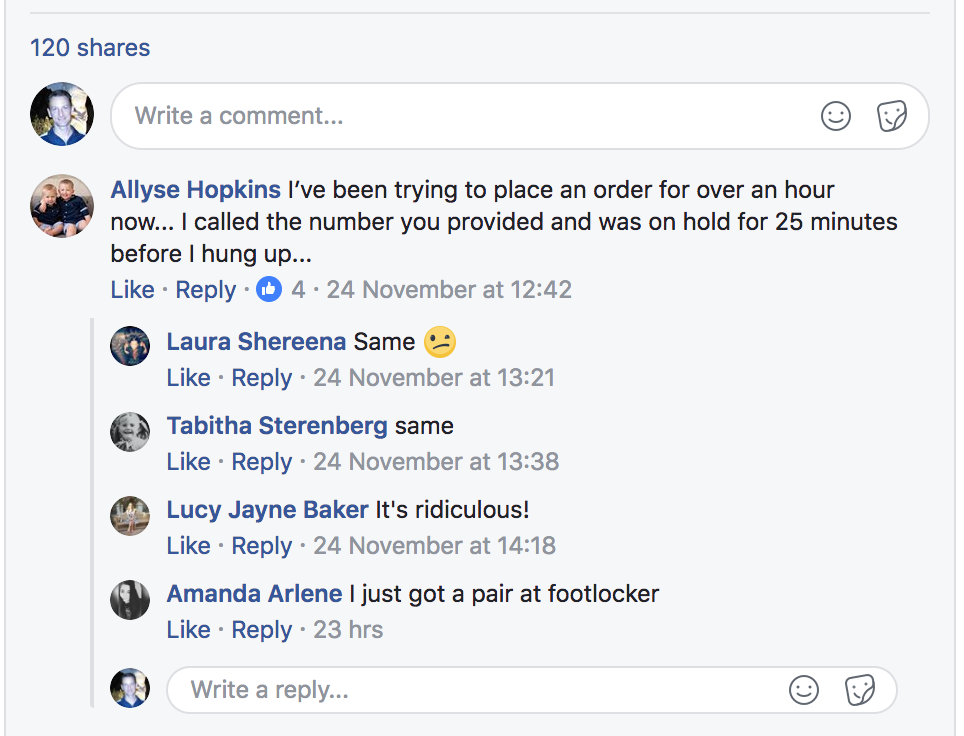 120 shares
Write a comment...
Allyse Hopkins I’ve been trying to place an order for over an hour
now... I called the number you provided and was on hold for 25 minutes
before I hung up...
Like · Reply · 4 · 24 November at 12:42
Laura Shereena Same 😕
Like · Reply · 24 November at 13:21
Tabitha Sterenberg same
Like · Reply · 24 November at 13:38
Lucy Jayne Baker It's ridiculous!
Like · Reply · 24 November at 14:18
Amanda Arlene I just got a pair at footlocker
Like · Reply · 23 hrs
Write a reply...